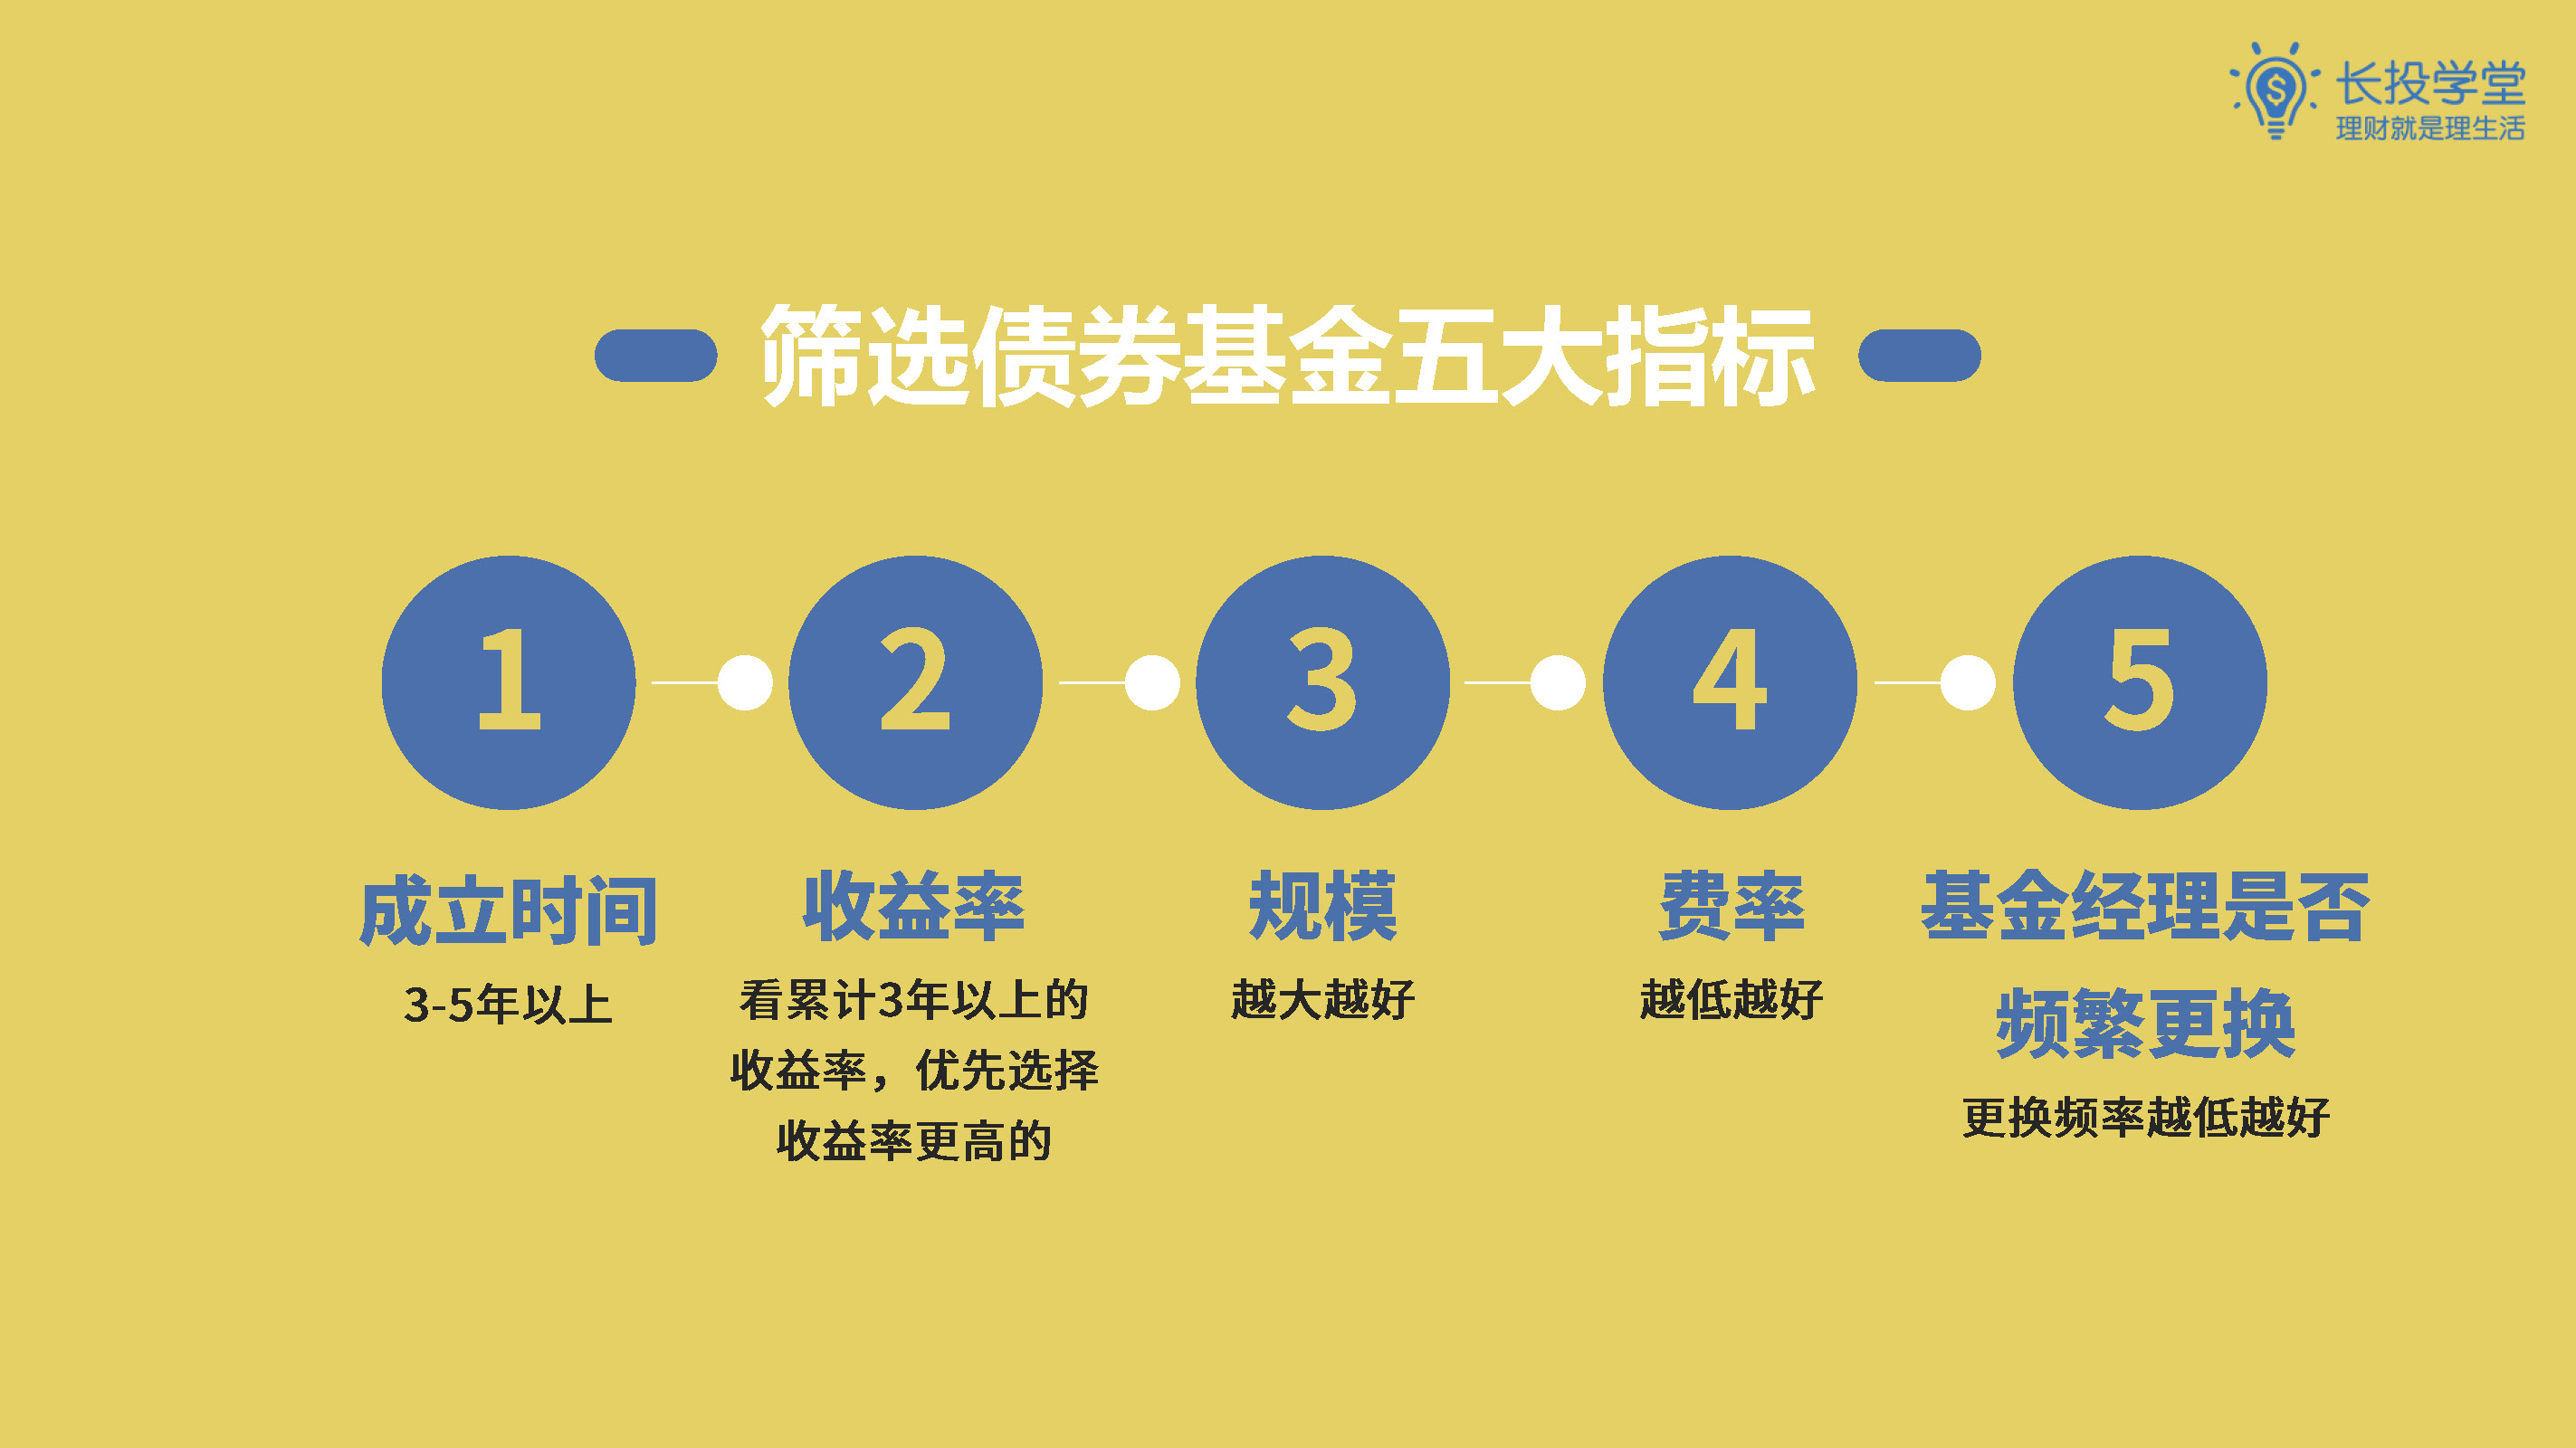 长投学堂
理财就是理生活
筛选债券基金五大指标
1
2
3
4
5
成立时间
3-5年以上
收益率
看累计3年以上的
收益率，优先选择
收益率更高的
规模
越大越好
费率
越低越好
基金经理是否
频繁更换
更换频率越低越好